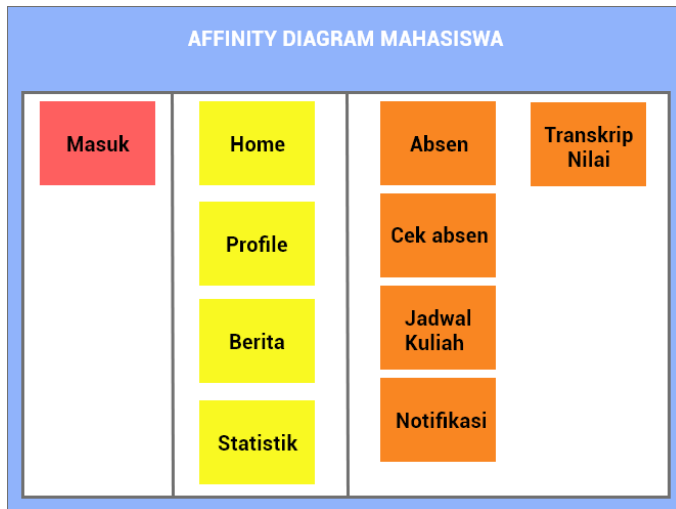 AFFINITY DIAGRAM MAHASISWA
Masuk
Home
Profile
Berita
Statistik
Absen
Cek absen
Jadwal
Kuliah
Notifikasi
Transkrip
Nilai